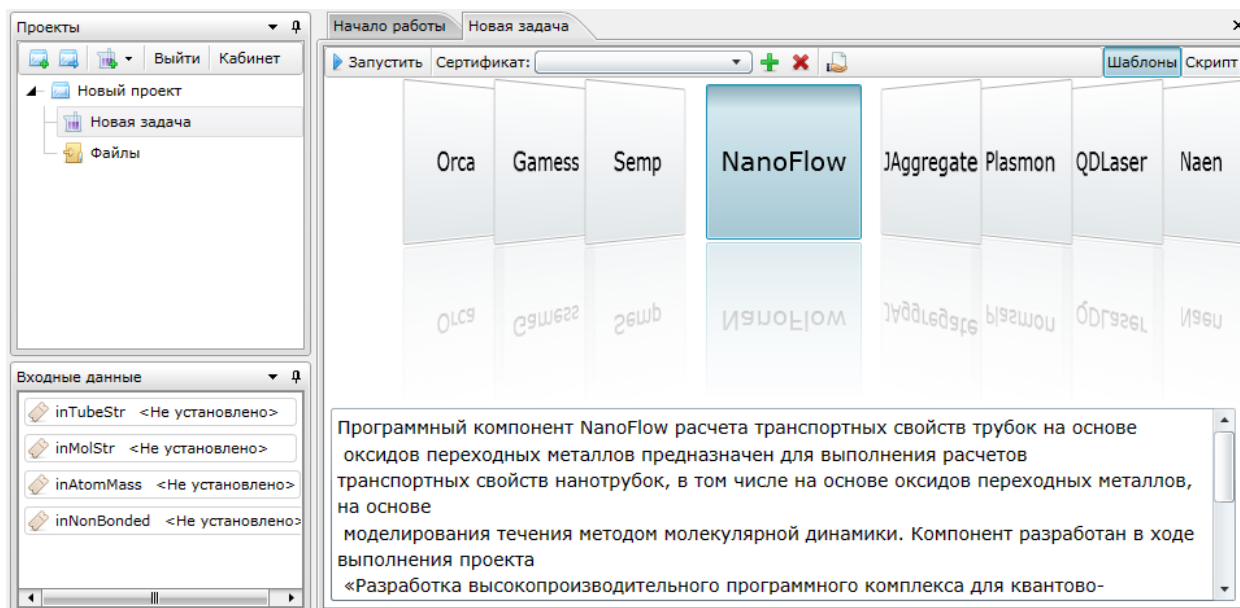 Проекты
Выйти Кабинет
Новый проект
Новая задача
Файлы
Входные данные
inTubeStr <Не установлено>
inMolStr <Не установлено>
inAtomMass <Не установлено>
inNonBonded <Не установлено>
Начало работы Новая задача
Запустить Сертификат: Шаблоны Скрипт
Orca Gamess Semp NanoFlow JAggregate Plasmon QDLaser Naen
Orca Gamess Semp NanoFlow JAggregate Plasmon QDLaser Naen
Программный компонент NanoFlow расчета транспортных свойств трубок на основе
оксидов переходных металлов предназначен для выполнения расчетов
транспортных свойств нанотрубок, в том числе на основе оксидов переходных металлов,
на основе
моделирования течения методом молекулярной динамики. Компонент разработан в ходе
выполнения проекта
«Разработка высокопроизводительного программного комплекса для квантово-